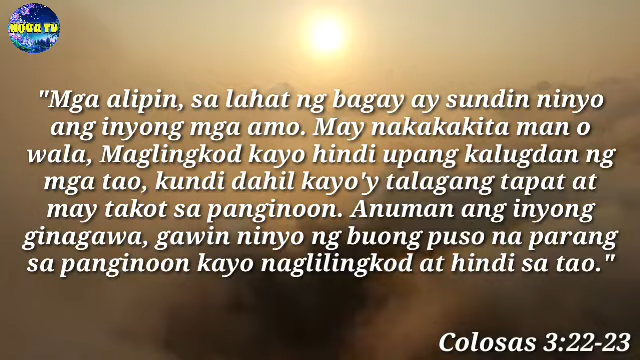 NQGA TV
"Mga alipin, sa lahat ng bagay ay sundin ninyo
ang inyong mga amo. May nakakakita man o
wala, Maglingkod kayo hindi upang kalugdan ng
mga tao, kundi dahil kayo'y talagang tapat at
may takot sa panginoon. Anuman ang inyong
ginagawa, gawin ninyo ng buong puso na parang
sa panginoon kayo naglilingkod at hindi sa tao."
Colosas 3:22-23